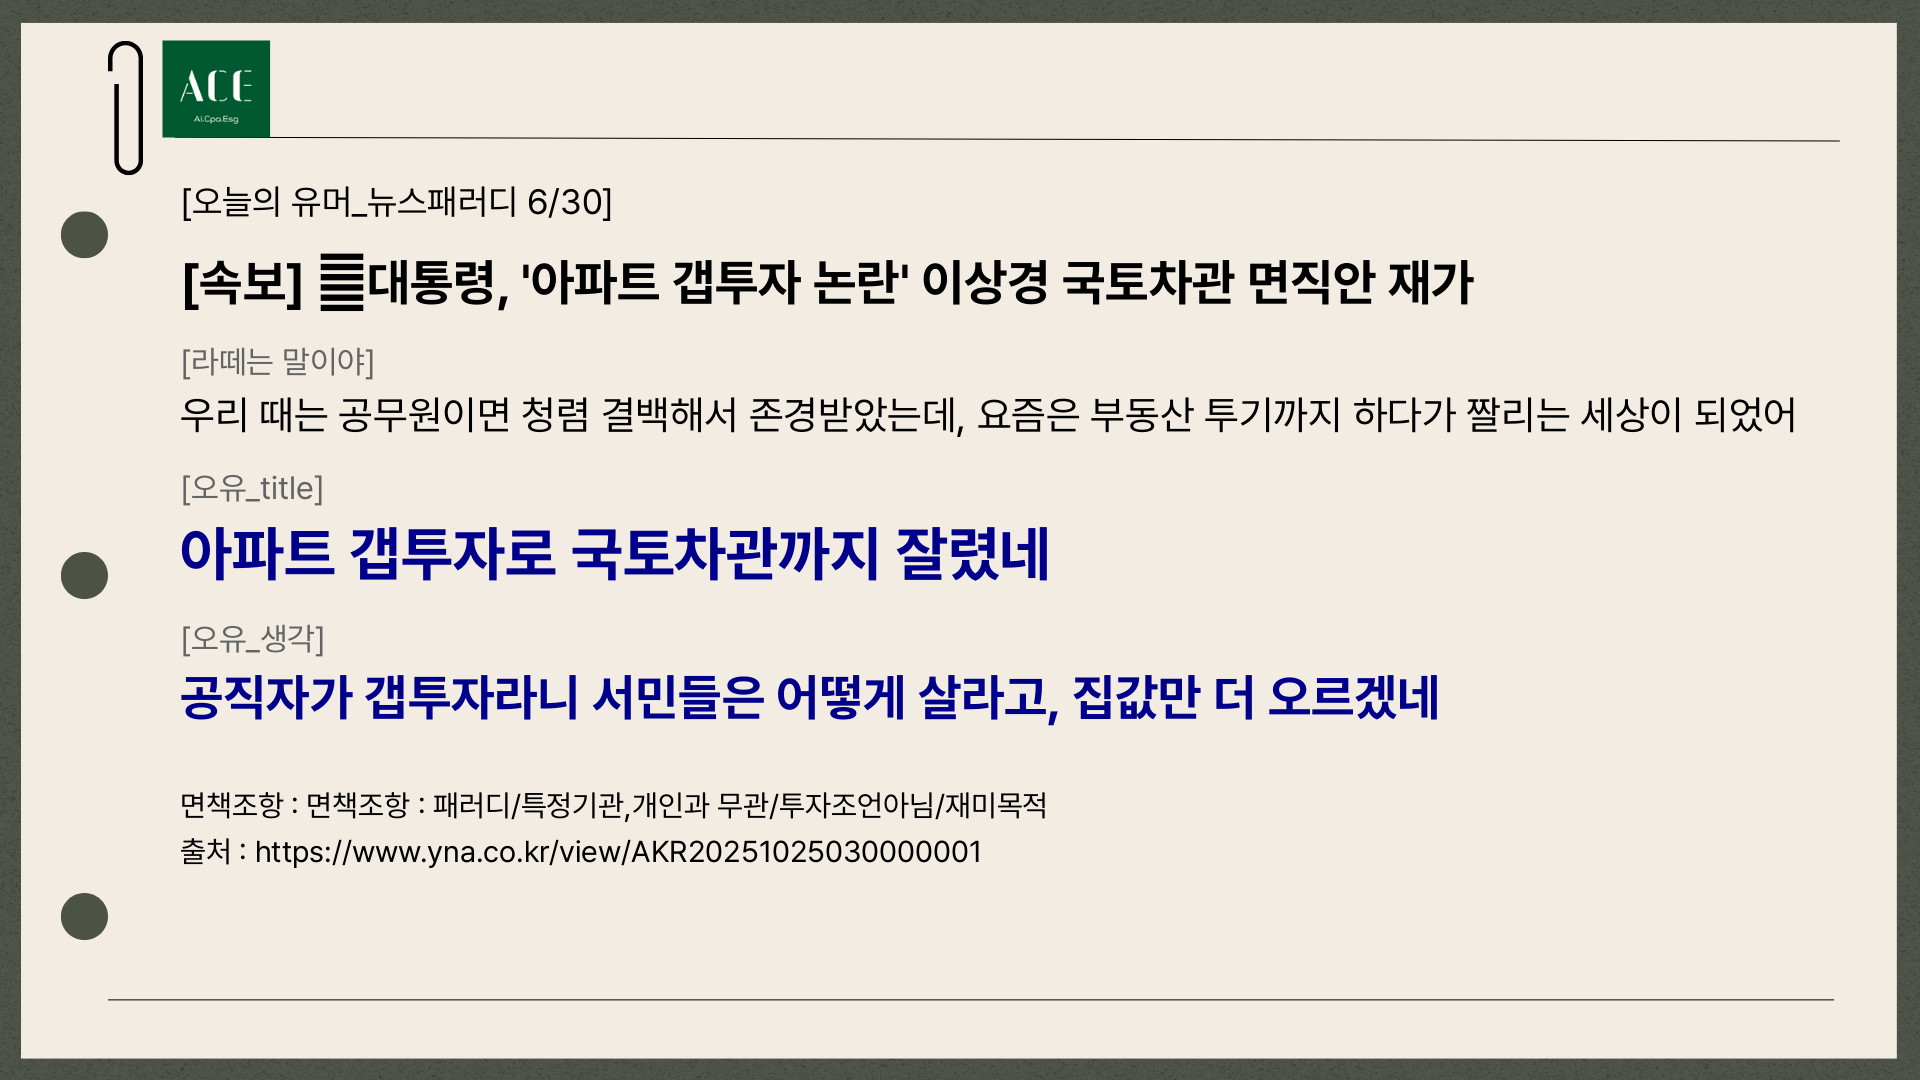 ACE
Ai.Cpa.Esg
[오늘의 유머_뉴스패러디 6/30]
[속보] 대통령, '아파트 갭투자 논란' 이상경 국토차관 면직안 재가
[라떼는 말이야]
우리 때는 공무원이면 청렴 결백해서 존경받았는데, 요즘은 부동산 투기까지 하다가 짤리는 세상이 되었어
[오유_title]
아파트 갭투자로 국토차관까지 잘렸네
[오유_생각]
공직자가 갭투자라니 서민들은 어떻게 살라고, 집값만 더 오르겠네
면책조항 : 면책조항 : 패러디/특정기관,개인과 무관/투자조언아님/재미목적
출처 : https://www.yna.co.kr/view/AKR20251025030000001